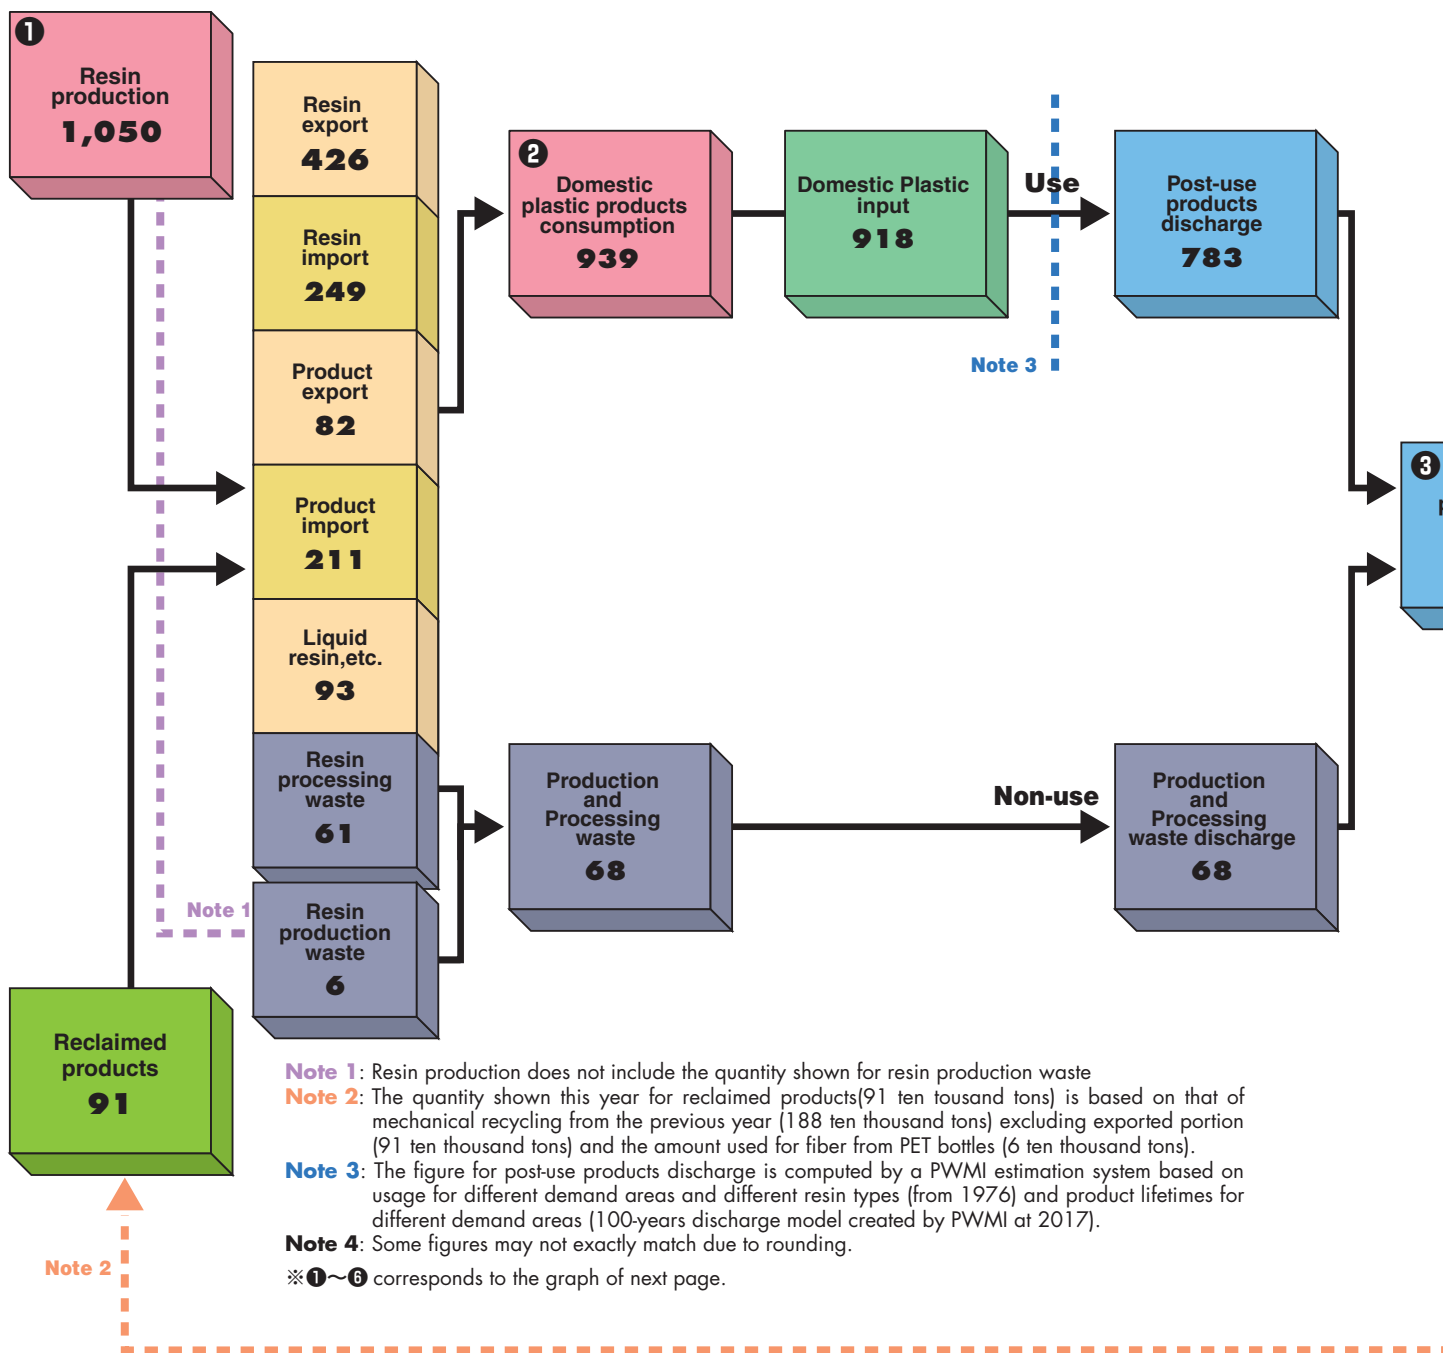 ❶
Resin
production
1,050
Resin
export
426
Resin
import
249
Product
export
82
Product
import
211
Liquid
resin,etc.
93
Resin
processing
waste
61
Resin
production
waste
6
Note 1
Reclaimed
products
91
Note 2
❷
Domestic
plastic products
consumption
939
Domestic Plastic
input
918
Use
Note 3
Post-use
products
discharge
783
Production
and
Processing
waste
68
Non-use
Production
and
Processing
waste discharge
68
❸
Note 1: Resin production does not include the quantity shown for resin production waste
Note 2: The quantity shown this year for reclaimed products(91 ten tousand tons) is based on that of
mechanical recycling from the previous year (188 ten thousand tons) excluding exported portion
(91 ten thousand tons) and the amount used for fiber from PET bottles (6 ten thousand tons).
Note 3: The figure for post-use products discharge is computed by a PWMI estimation system based on
usage for different demand areas and different resin types (from 1976) and product lifetimes for
different demand areas (100-years discharge model created by PWMI at 2017).
Note 4: Some figures may not exactly match due to rounding.
※❶～❻ corresponds to the graph of next page.